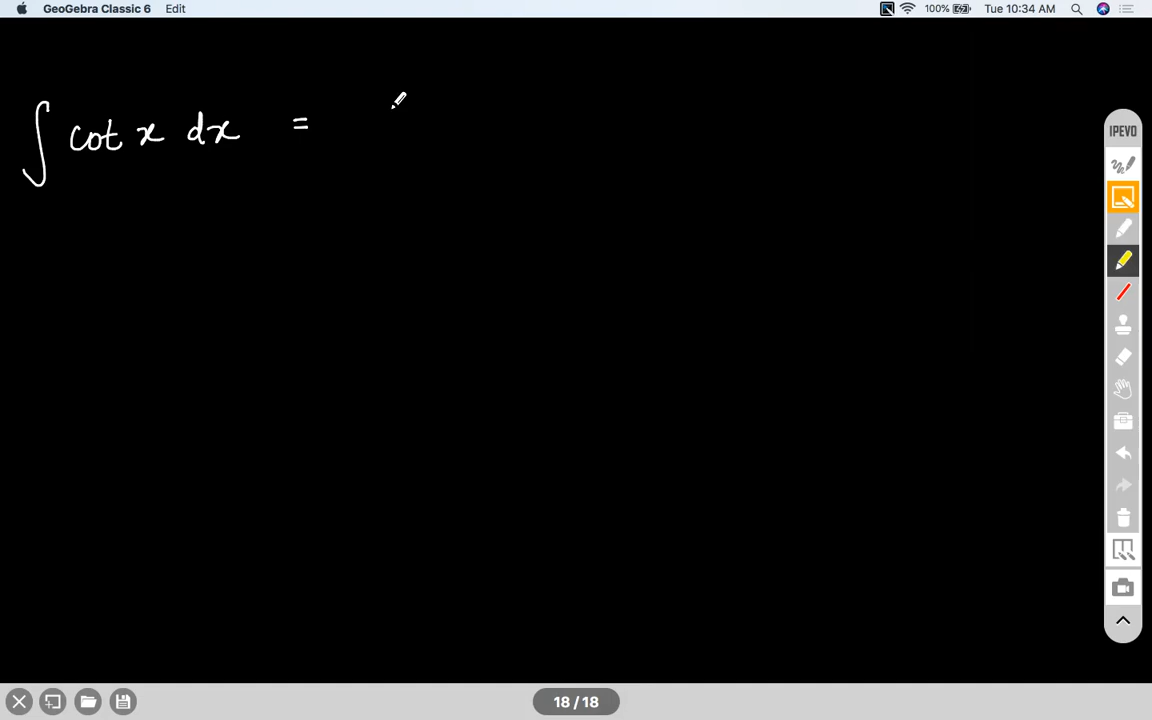 GeoGebra Classic 6 Edit 100% Tue 10:34 AM
∫ cot x dx =
IPEVO
18 / 18